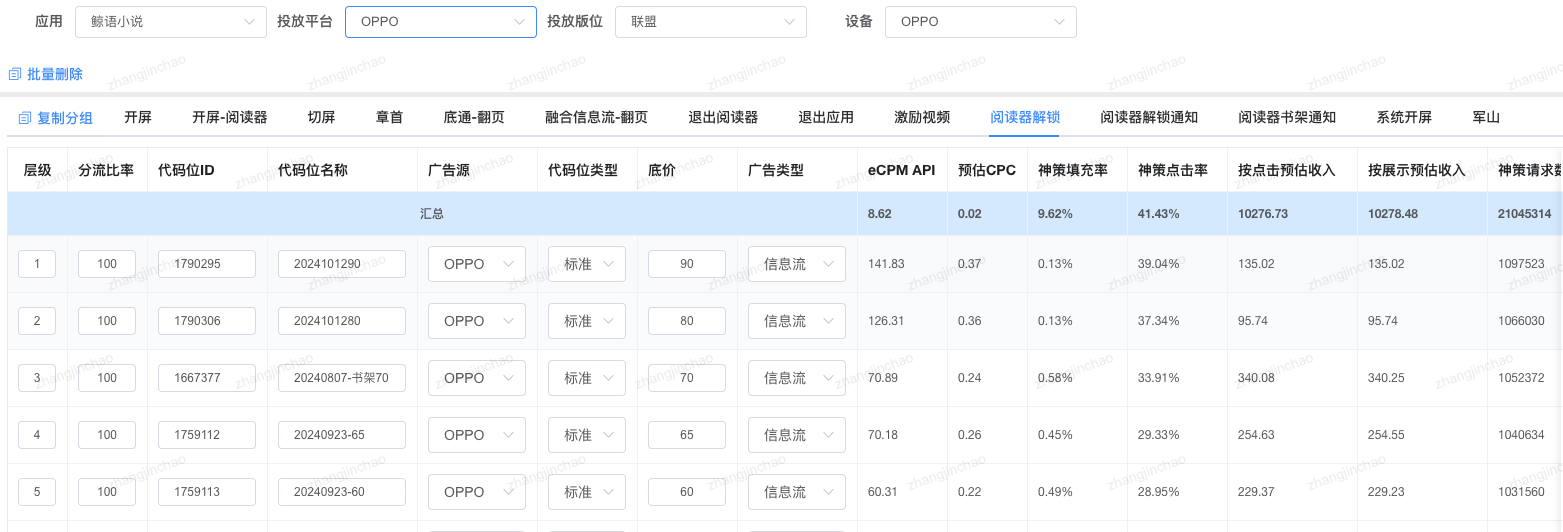 应用 鲸语小说 投放平台 OPPO 投放版位 联盟 设备 OPPO
批量删除
复制分组 开屏 开屏-阅读器 切屏 章首 底通-翻页 融合信息流-翻页 退出阅读器 退出应用 激励视频 阅读器解锁 阅读器解锁通知 阅读器书架通知 系统开屏 军山
层级 分流比率 代码位ID 代码位名称 广告源 代码位类型 底价 广告类型 eCPM API 预估CPC 神策填充率 神策点击率 按点击预估收入 按展示预估收入 神策请求数
汇总 8.62 0.02 9.62% 41.43% 10276.73 10278.48 21045314
1 100 1790295 2024101290 OPPO 标准 90 信息流 141.83 0.37 0.13% 39.04% 135.02 135.02 1097523
2 100 1790306 2024101280 OPPO 标准 80 信息流 126.31 0.36 0.13% 37.34% 95.74 95.74 1066030
3 100 1667377 20240807-书架70 OPPO 标准 70 信息流 70.89 0.24 0.58% 33.91% 340.08 340.25 1052372
4 100 1759112 20240923-65 OPPO 标准 65 信息流 70.18 0.26 0.45% 29.33% 254.63 254.55 1040634
5 100 1759113 20240923-60 OPPO 标准 60 信息流 60.31 0.22 0.49% 28.95% 229.37 229.23 1031560
zhangjinchao